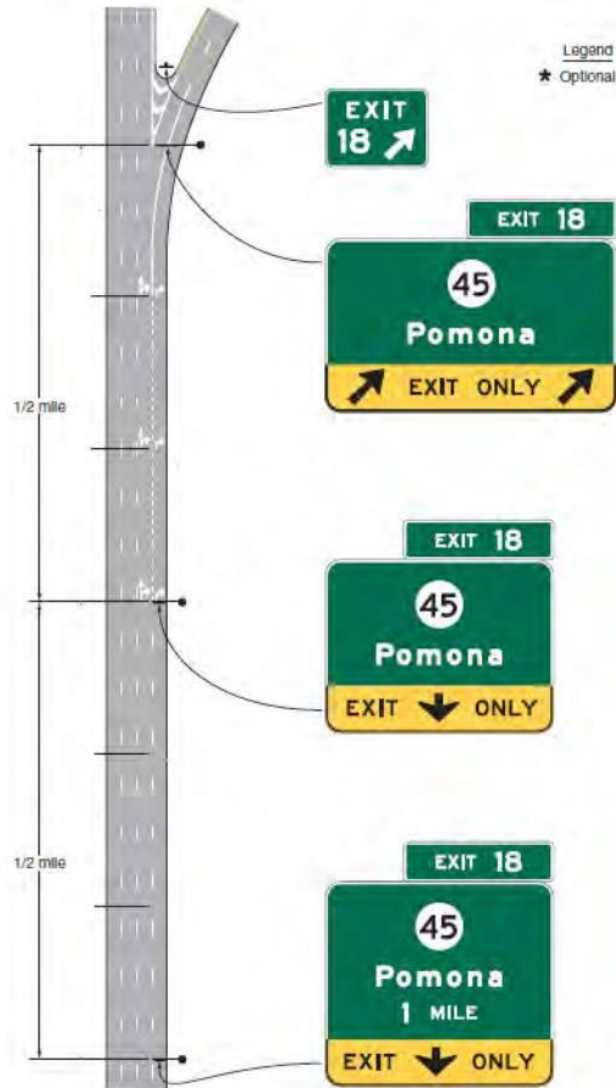 Legend
* Optional
EXIT
18
EXIT 18
45
Pomona
EXIT ONLY
1/2 mile
EXIT 18
45
Pomona
EXIT ONLY
1/2 mile
EXIT 18
45
Pomona
1 MILE
EXIT ONLY